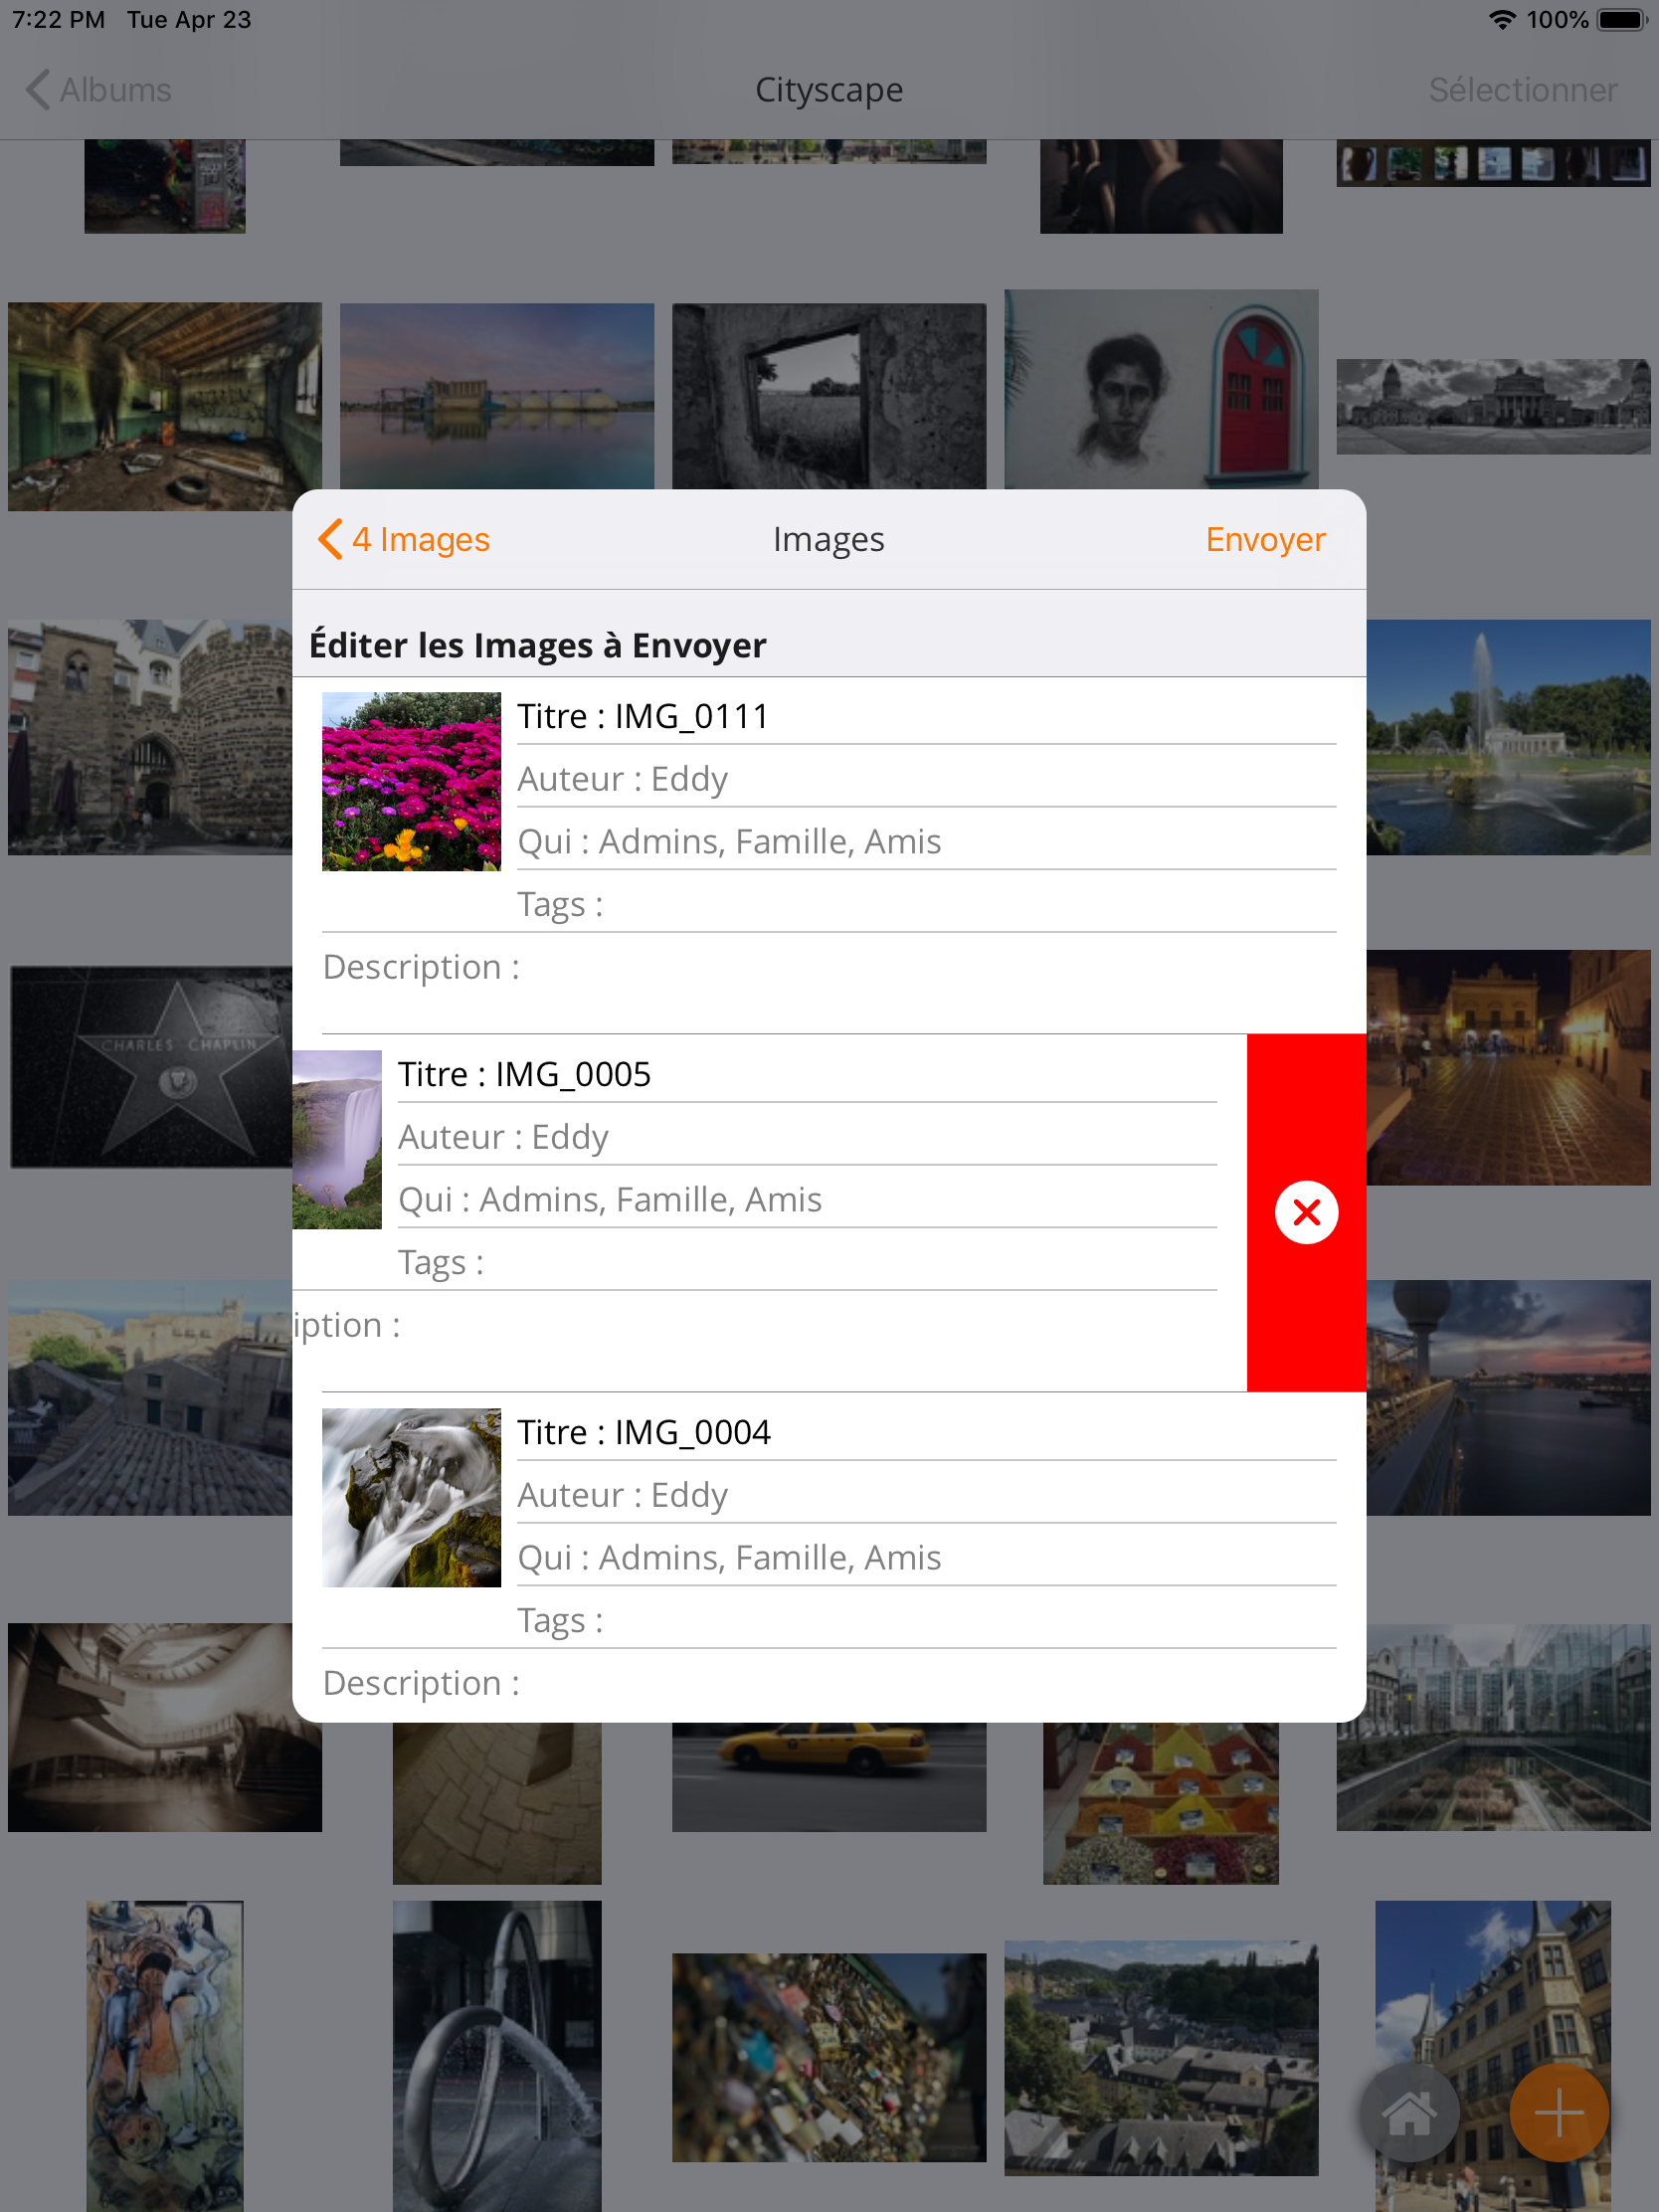 7:22 PM Tue Apr 23 100%
Albums Cityscape Sélectionner
4 Images Images Envoyer
Éditer les Images à Envoyer
Titre : IMG_0111
Auteur : Eddy
Qui : Admins, Famille, Amis
Tags :
Description :
CHARLES CHAPLIN
Titre : IMG_0005
Auteur : Eddy
Qui : Admins, Famille, Amis
Tags :
iption :
Titre : IMG_0004
Auteur : Eddy
Qui : Admins, Famille, Amis
Tags :
Description :